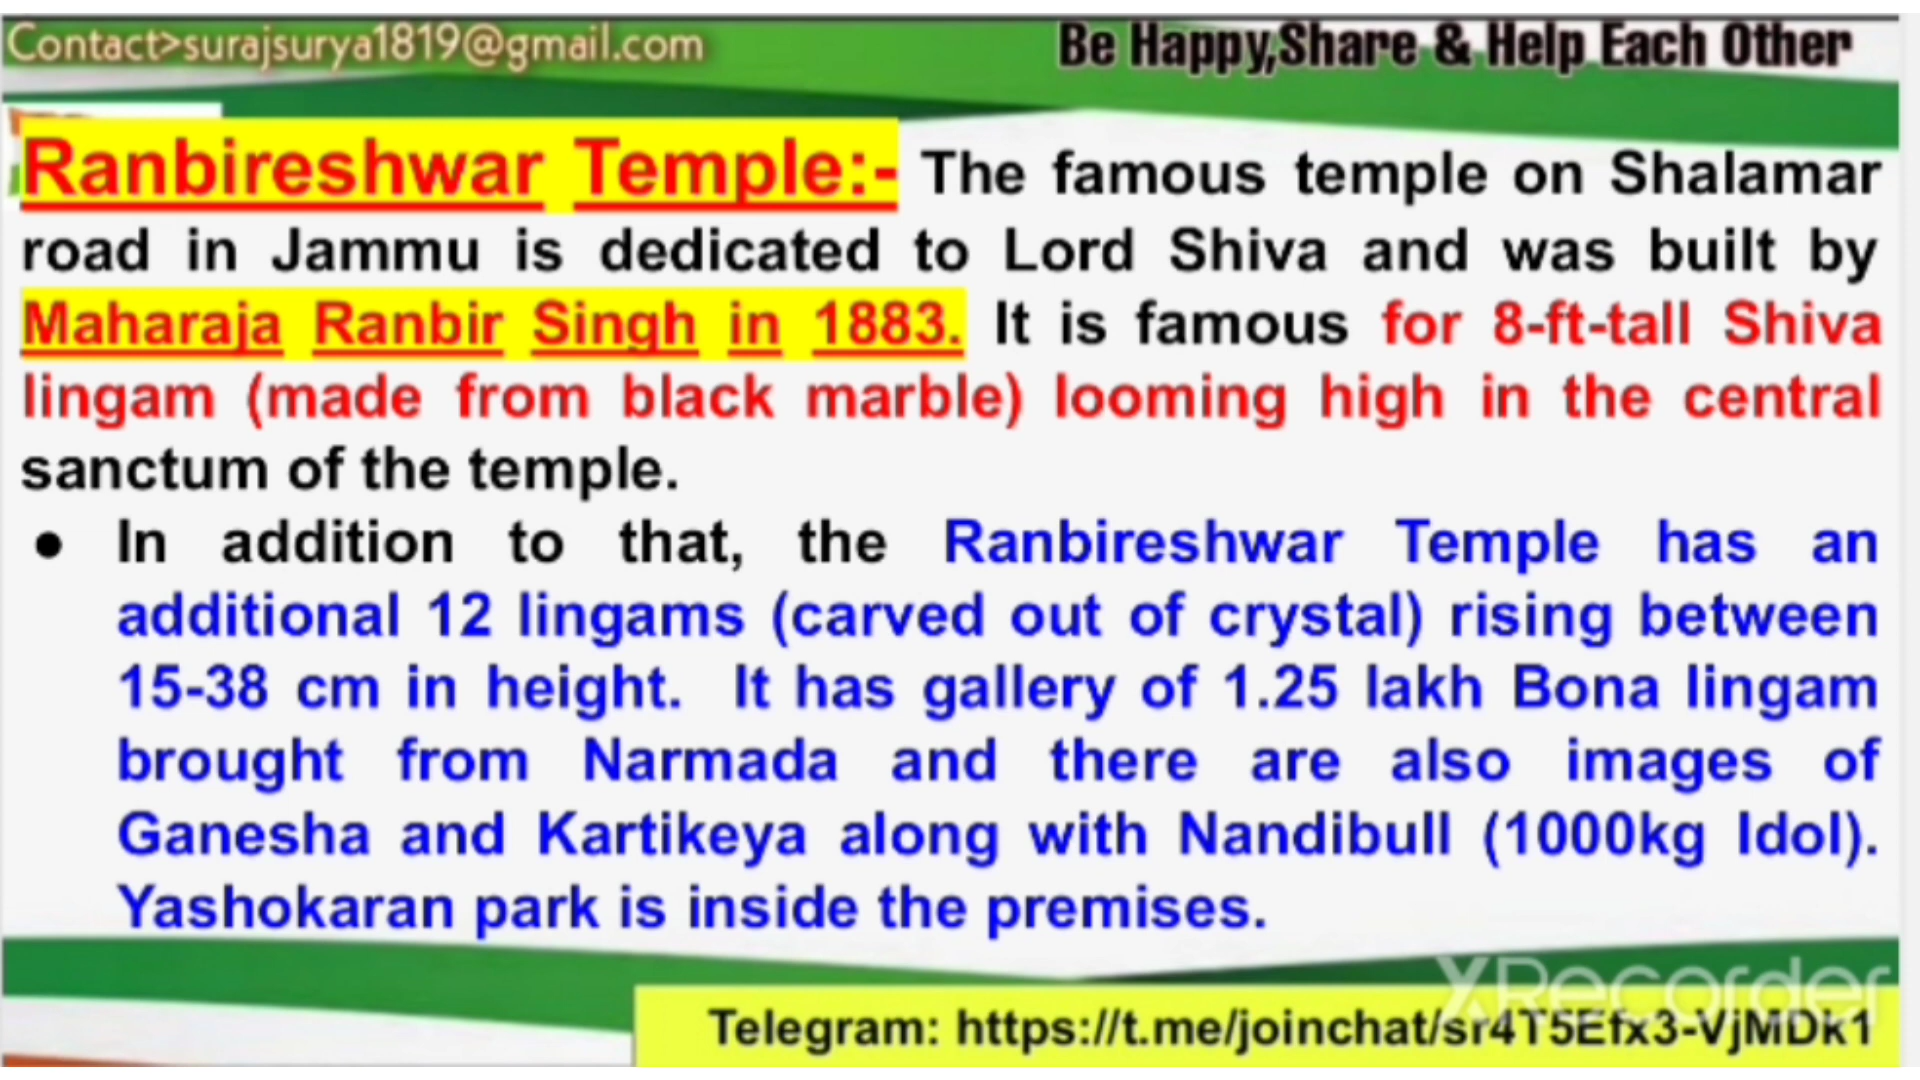 Contact>surajsurya1819@gmail.com
Be Happy,Share & Help Each Other
Ranbireshwar Temple:- The famous temple on Shalamar
road in Jammu is dedicated to Lord Shiva and was built by
Maharaja Ranbir Singh in 1883. It is famous for 8-ft-tall Shiva
lingam (made from black marble) looming high in the central
sanctum of the temple.
● In addition to that, the Ranbireshwar Temple has an
additional 12 lingams (carved out of crystal) rising between
15-38 cm in height. It has gallery of 1.25 lakh Bona lingam
brought from Narmada and there are also images of
Ganesha and Kartikeya along with Nandibull (1000kg Idol).
Yashokaran park is inside the premises.
XRecorder
Telegram: https://t.me/joinchat/sr4T5Efx3-VjMDk1